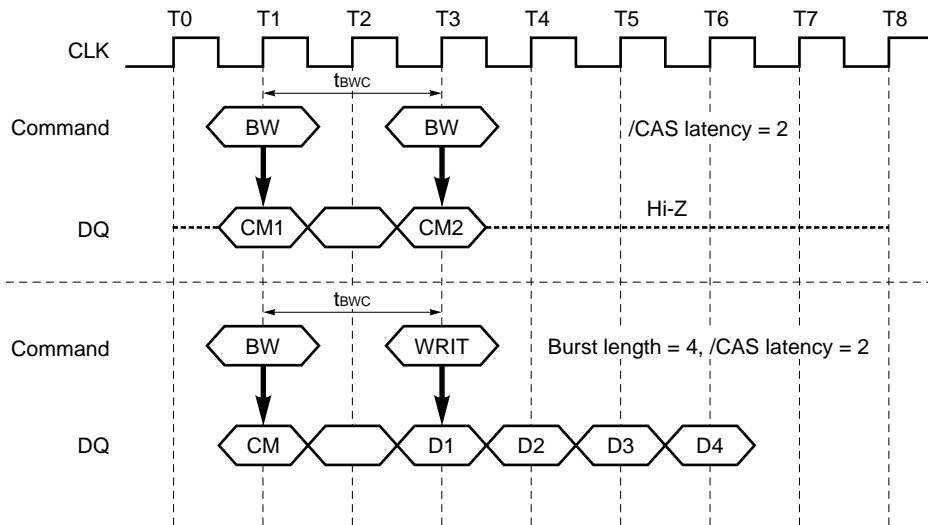 T0 T1 T2 T3 T4 T5 T6 T7 T8
CLK
tBWC
Command BW BW /CAS latency = 2
DQ CM1 CM2 Hi-Z
tBWC
Command BW WRIT Burst length = 4, /CAS latency = 2
DQ CM D1 D2 D3 D4